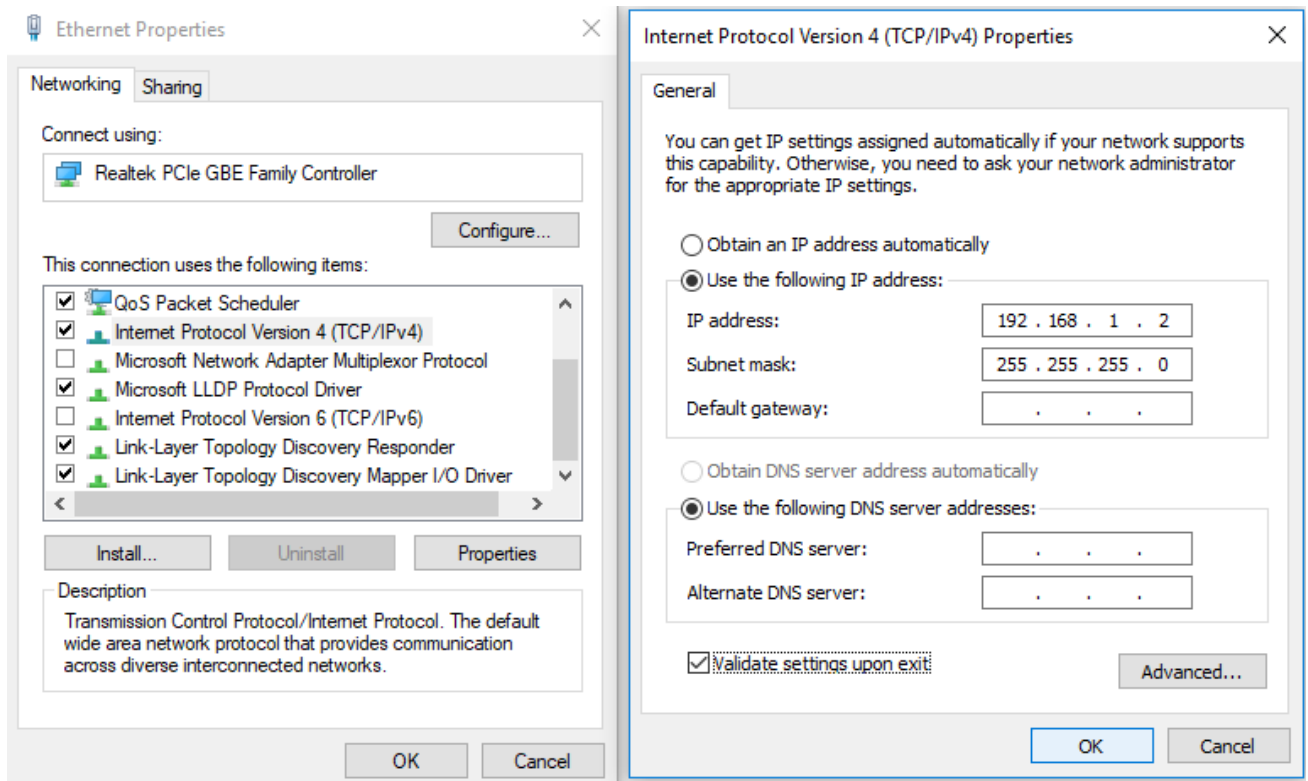 Ethernet Properties
Networking
Sharing
Connect using:
Realtek PCIe GBE Family Controller
Configure...
This connection uses the following items:
QoS Packet Scheduler
Internet Protocol Version 4 (TCP/IPv4)
Microsoft Network Adapter Multiplexor Protocol
Microsoft LLDP Protocol Driver
Internet Protocol Version 6 (TCP/IPv6)
Link-Layer Topology Discovery Responder
Link-Layer Topology Discovery Mapper I/O Driver
Install...
Uninstall
Properties
Description
Transmission Control Protocol/Internet Protocol. The default
wide area network protocol that provides communication
across diverse interconnected networks.
OK
Cancel
Internet Protocol Version 4 (TCP/IPv4) Properties
General
You can get IP settings assigned automatically if your network supports
this capability. Otherwise, you need to ask your network administrator
for the appropriate IP settings.
Obtain an IP address automatically
Use the following IP address:
IP address:
192 . 168 . 1 . 2
Subnet mask:
255 . 255 . 255 . 0
Default gateway:
. . .
Obtain DNS server address automatically
Use the following DNS server addresses:
Preferred DNS server:
. . .
Alternate DNS server:
. . .
Validate settings upon exit
Advanced...
OK
Cancel